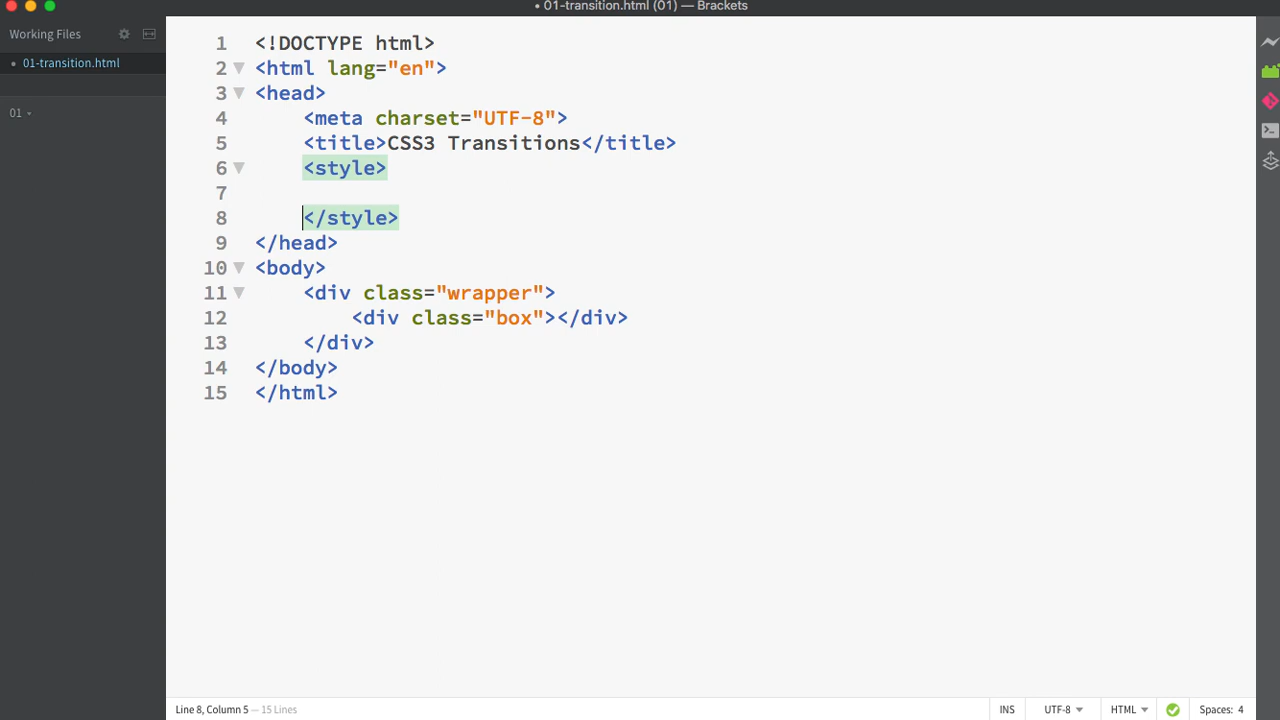 • 01-transition.html (01) — Brackets
Working Files
• 01-transition.html
01
1 <!DOCTYPE html>
2 <html lang="en">
3 <head>
4     <meta charset="UTF-8">
5     <title>CSS3 Transitions</title>
6     <style>
7
8     </style>
9 </head>
10 <body>
11     <div class="wrapper">
12         <div class="box"></div>
13     </div>
14 </body>
15 </html>
Line 8, Column 5 — 15 Lines INS UTF-8 HTML Spaces: 4